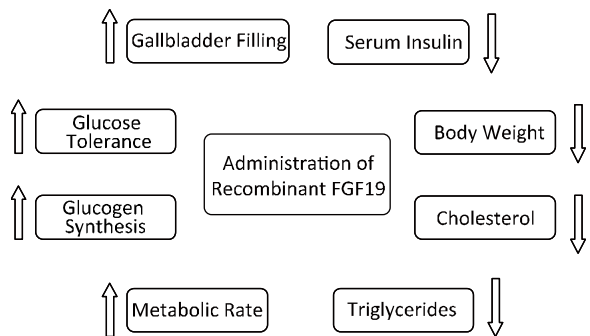 Gallbladder Filling
Serum Insulin
Glucose
Tolerance
Body Weight
Administration of
Recombinant FGF19
Glucogen
Synthesis
Cholesterol
Metabolic Rate
Triglycerides